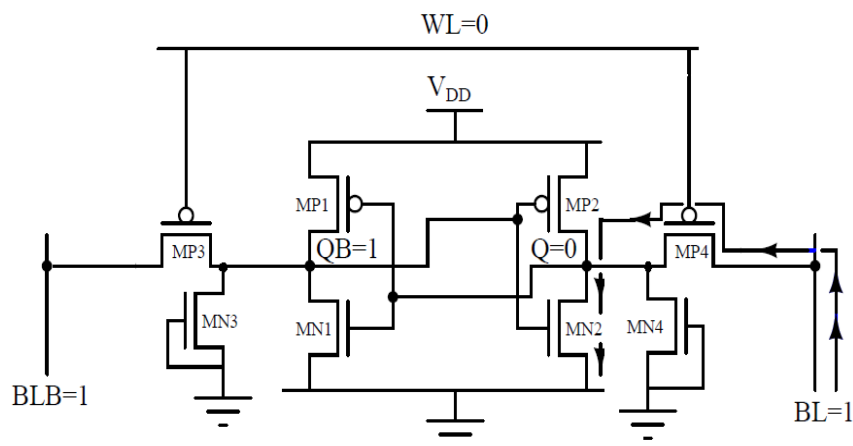 WL=0
V_DD
MP1
MP2
MP3
QB=1
Q=0
MP4
MN3
MN1
MN2
MN4
BLB=1
BL=1